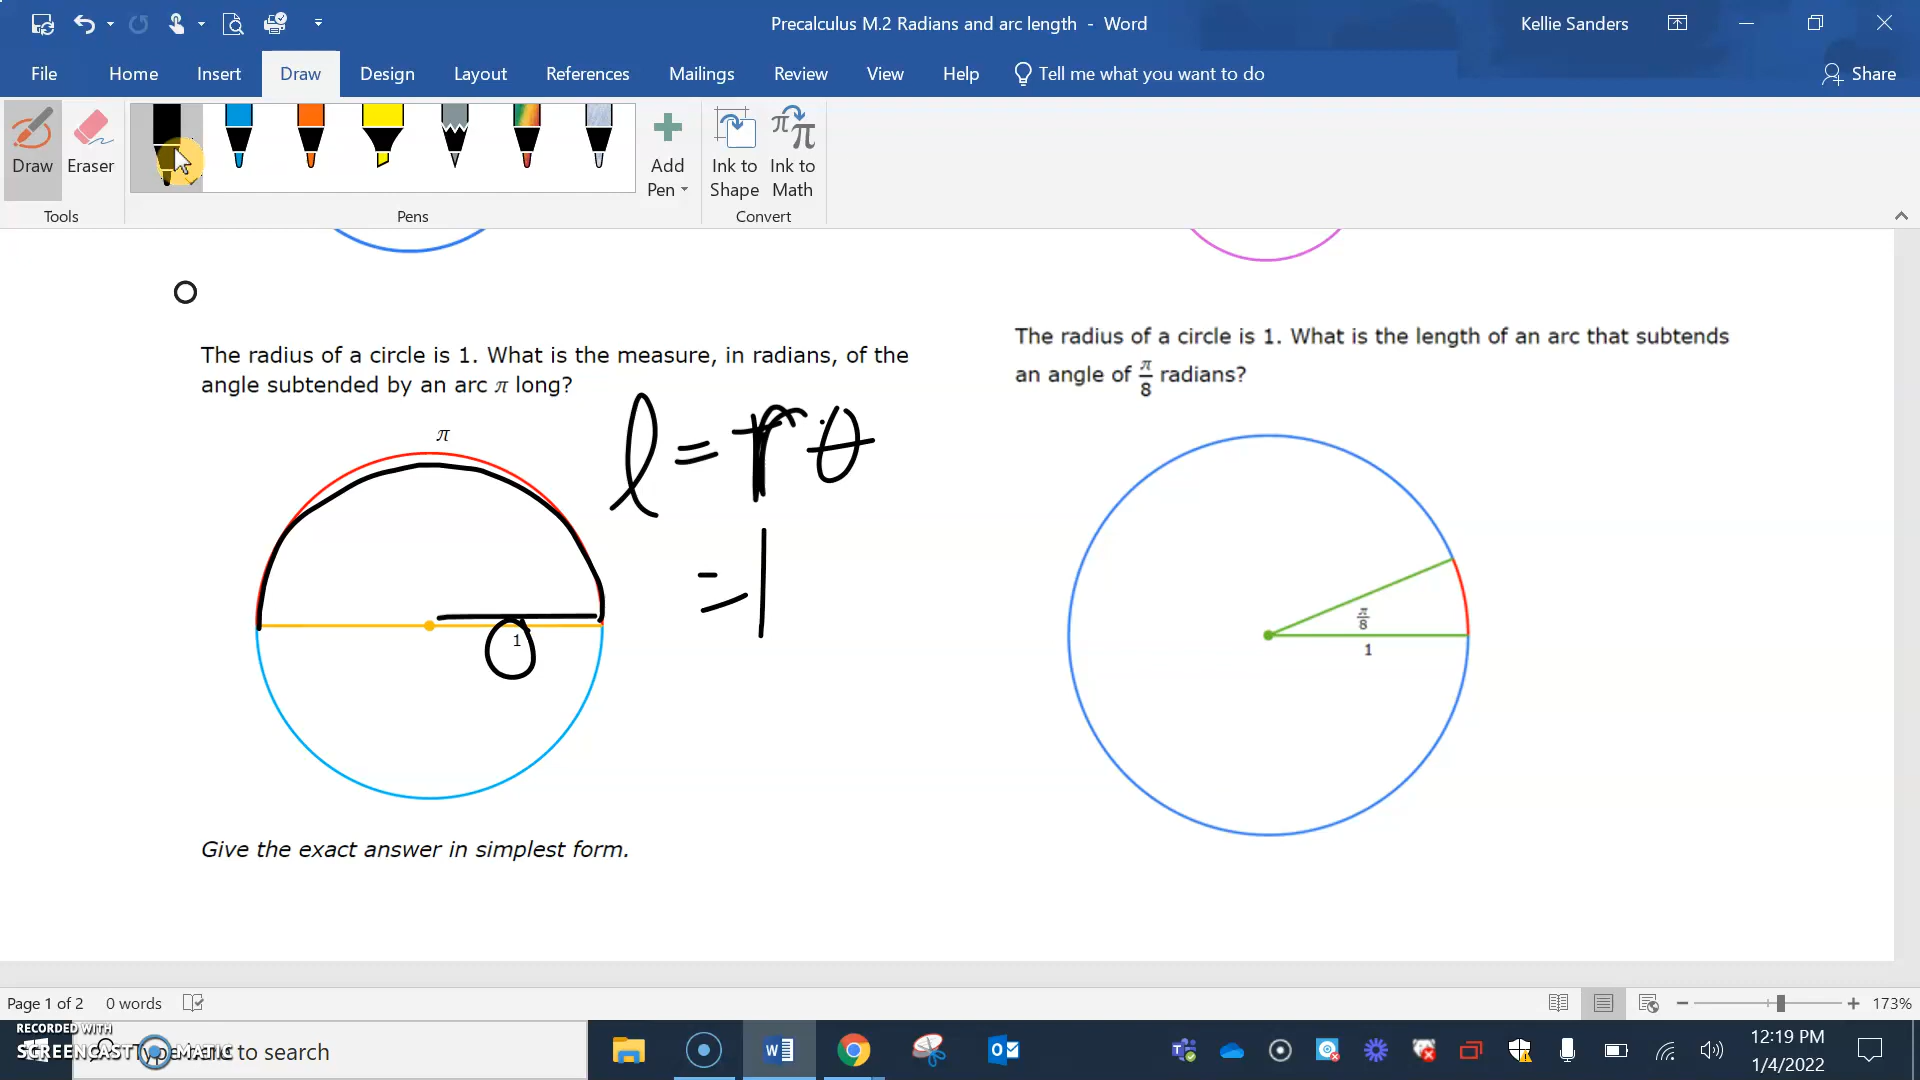 Precalculus M.2 Radians and arc length - Word
Kellie Sanders
File Home Insert Draw Design Layout References Mailings Review View Help Tell me what you want to do Share
Draw Eraser Add Pen Ink to Shape Ink to Math
Tools Pens Convert
The radius of a circle is 1. What is the measure, in radians, of the
angle subtended by an arc π long?
π
l = rθ
= 1
1
Give the exact answer in simplest form.
The radius of a circle is 1. What is the length of an arc that subtends
an angle of π/8 radians?
π/8
1
Page 1 of 2 0 words 173%
RECORDED WITH
SCREENCAST MATIC
Type here to search
12:19 PM
1/4/2022